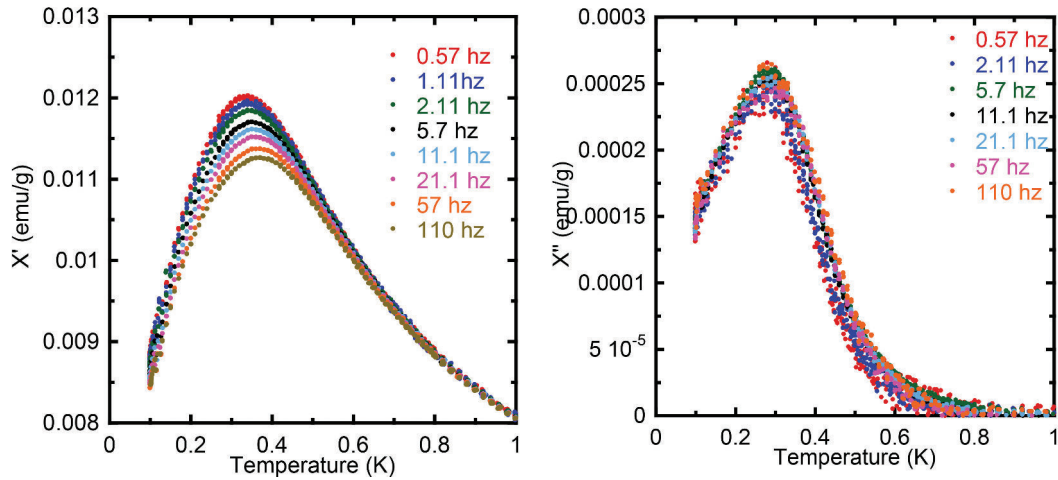 0.013
0.012
0.011
0.01
0.009
0.008
X' (emu/g)
0.57 hz
1.11hz
2.11 hz
5.7 hz
11.1 hz
21.1 hz
57 hz
110 hz
0 0.2 0.4 0.6 0.8 1
Temperature (K)
0.0003
0.00025
0.0002
0.00015
0.0001
5 10⁻⁵
0
X" (emu/g)
0.57 hz
2.11 hz
5.7 hz
11.1 hz
21.1 hz
57 hz
110 hz
0 0.2 0.4 0.6 0.8 1
Temperature (K)